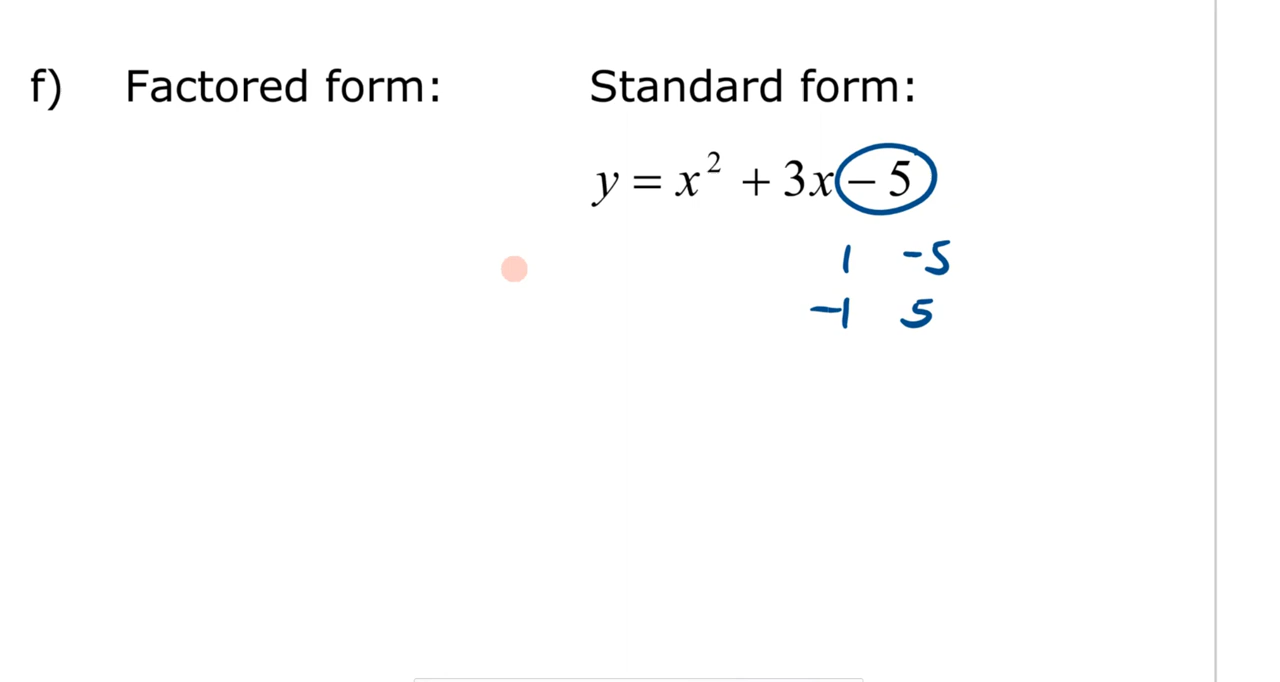 f) Factored form: Standard form:
y = x² + 3x − 5
1 -5
-1 5